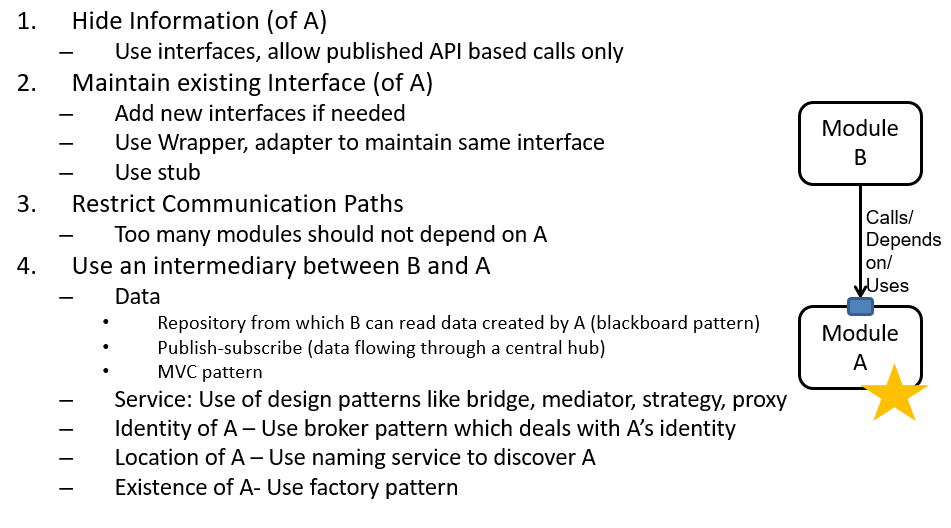 1. Hide Information (of A)
– Use interfaces, allow published API based calls only
2. Maintain existing Interface (of A)
– Add new interfaces if needed
– Use Wrapper, adapter to maintain same interface
– Use stub
3. Restrict Communication Paths
– Too many modules should not depend on A
4. Use an intermediary between B and A
– Data
• Repository from which B can read data created by A (blackboard pattern)
• Publish-subscribe (data flowing through a central hub)
• MVC pattern
– Service: Use of design patterns like bridge, mediator, strategy, proxy
– Identity of A – Use broker pattern which deals with A’s identity
– Location of A – Use naming service to discover A
– Existence of A- Use factory pattern
Module
B
Calls/
Depends
on/
Uses
Module
A